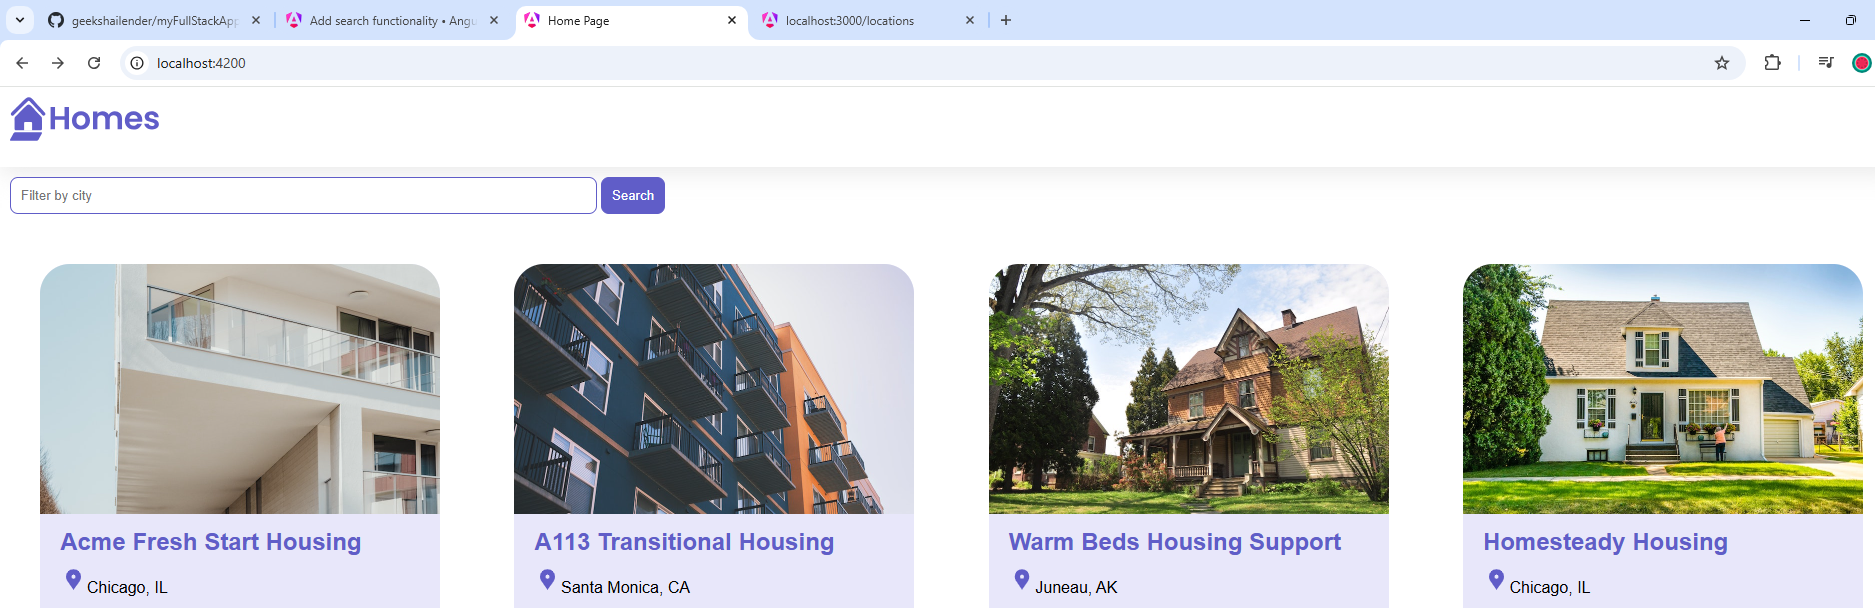 geekshailender/myFullStackApp
Add search functionality • Angu
Home Page
localhost:3000/locations
localhost:4200
Homes
Filter by city
Search
Acme Fresh Start Housing
Chicago, IL
A113 Transitional Housing
Santa Monica, CA
Warm Beds Housing Support
Juneau, AK
Homesteady Housing
Chicago, IL